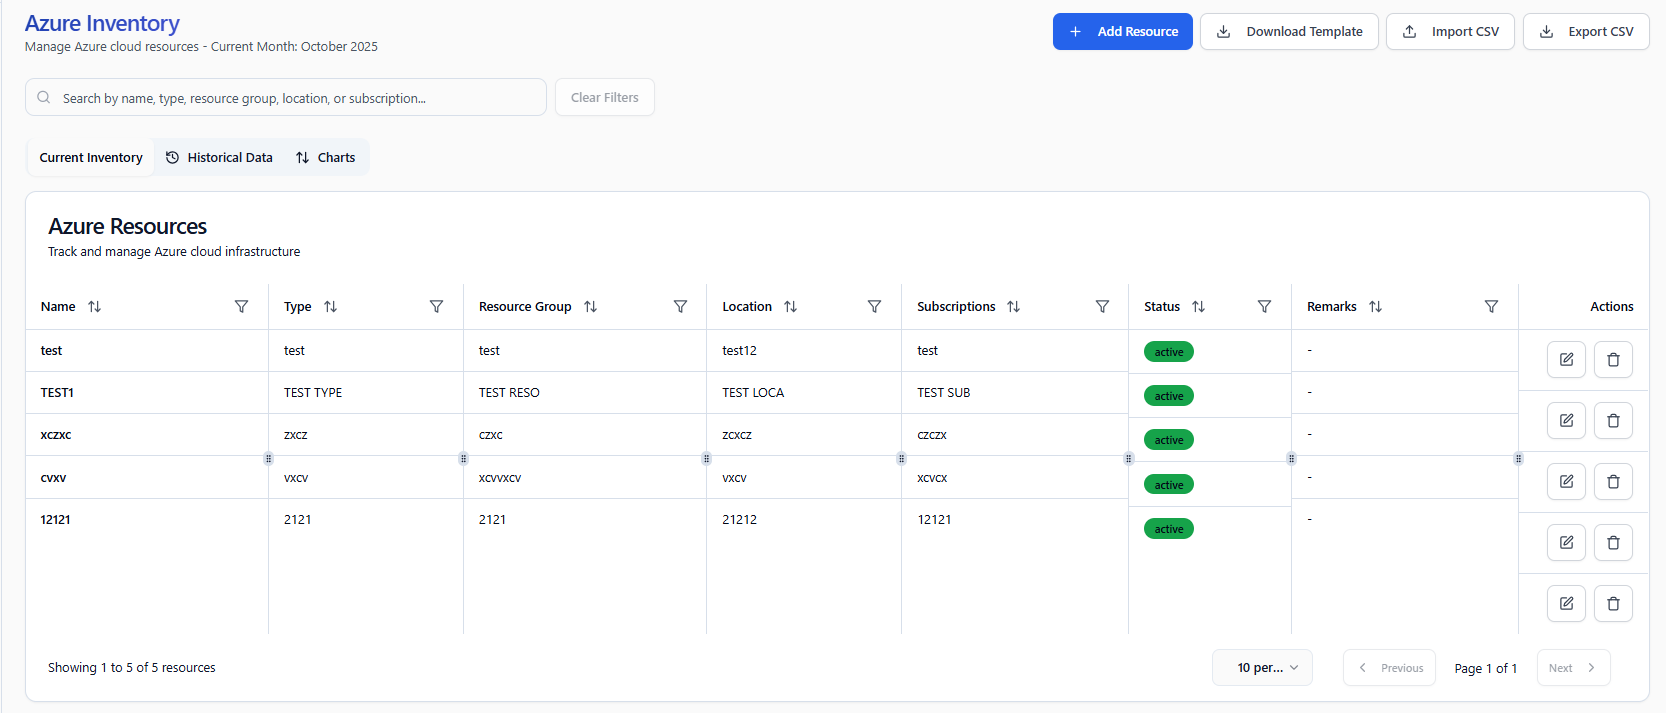 Azure Inventory
Manage Azure cloud resources - Current Month: October 2025
Add Resource
Download Template
Import CSV
Export CSV
Search by name, type, resource group, location, or subscription...
Clear Filters
Current Inventory
Historical Data
Charts
Azure Resources
Track and manage Azure cloud infrastructure
Name Type Resource Group Location Subscriptions Status Remarks Actions
test test test test12 test active -
TEST1 TEST TYPE TEST RESO TEST LOCA TEST SUB active -
xczxc zxcz czxc zcxcz czczx active -
cvxv vxcv xcvvxcv vxcv xcvcx active -
12121 2121 2121 21212 12121 active -
Showing 1 to 5 of 5 resources
10 per...
Previous
Page 1 of 1
Next